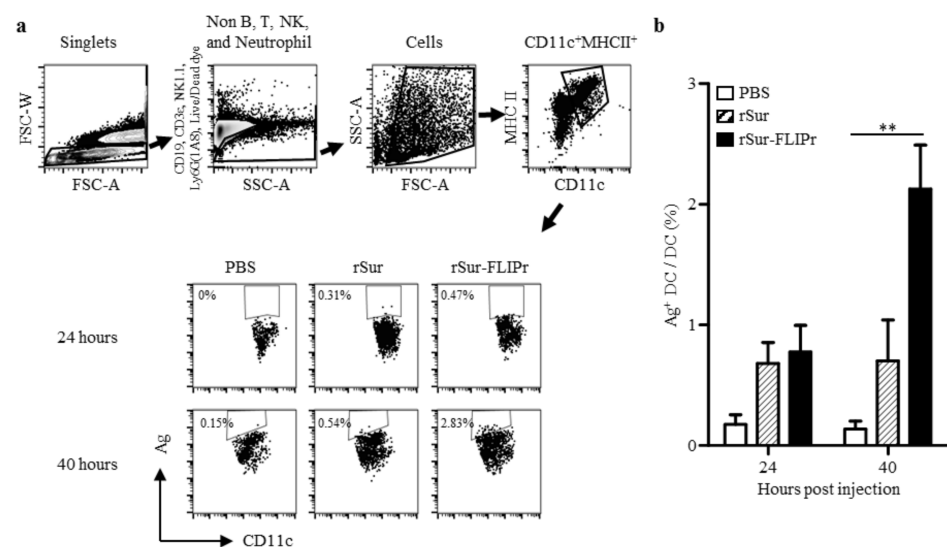 a
Singlets
Non B, T, NK,
and Neutrophil
Cells
CD11c⁺MHCII⁺
FSC-W
FSC-A
CD19, CD3ε, NK1.1,
Ly6G(1A8), Live/Dead dye
SSC-A
SSC-A
FSC-A
MHC II
CD11c
PBS
rSur
rSur-FLIPr
24 hours
0%
0.31%
0.47%
40 hours
0.15%
0.54%
2.83%
Ag
CD11c
b
PBS
rSur
rSur-FLIPr
**
Ag⁺ DC / DC (%)
3
2
1
0
24
40
Hours post injection